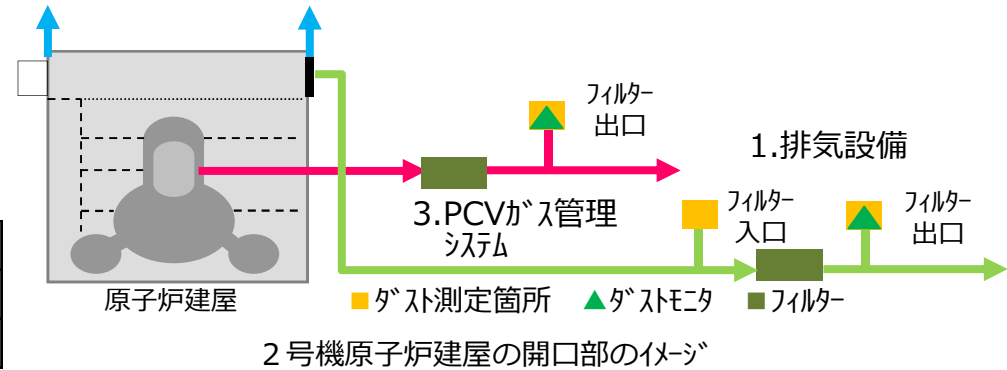 フィルター
出口
1.排気設備
3.PCVｶﾞｽ管理
システム
フィルター
入口
フィルター
出口
原子炉建屋
■ダスト測定箇所 ▲ダストモニタ ■フィルター
２号機原子炉建屋の開口部のイメージ